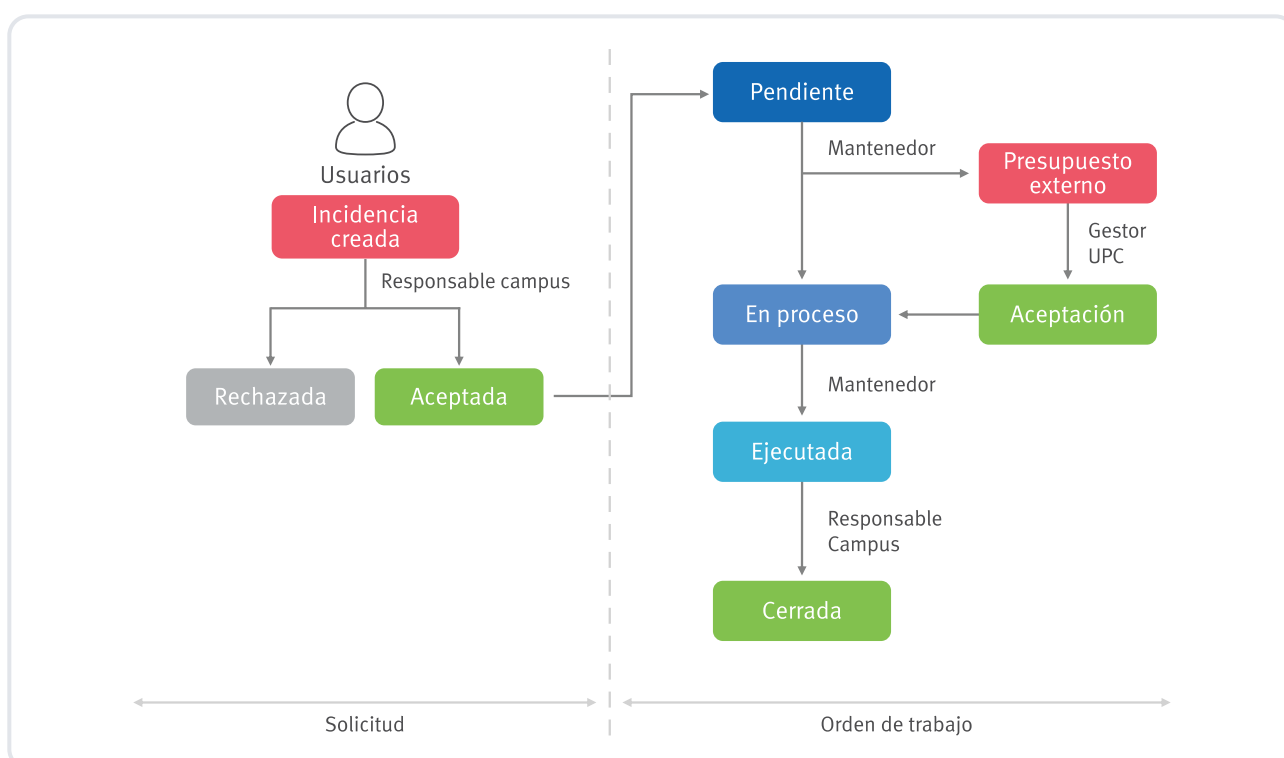 Usuarios
Incidencia
creada
Responsable campus
Rechazada
Aceptada
Pendiente
Mantenedor
Presupuesto
externo
Gestor
UPC
En proceso
Aceptación
Mantenedor
Ejecutada
Responsable
Campus
Cerrada
Solicitud
Orden de trabajo